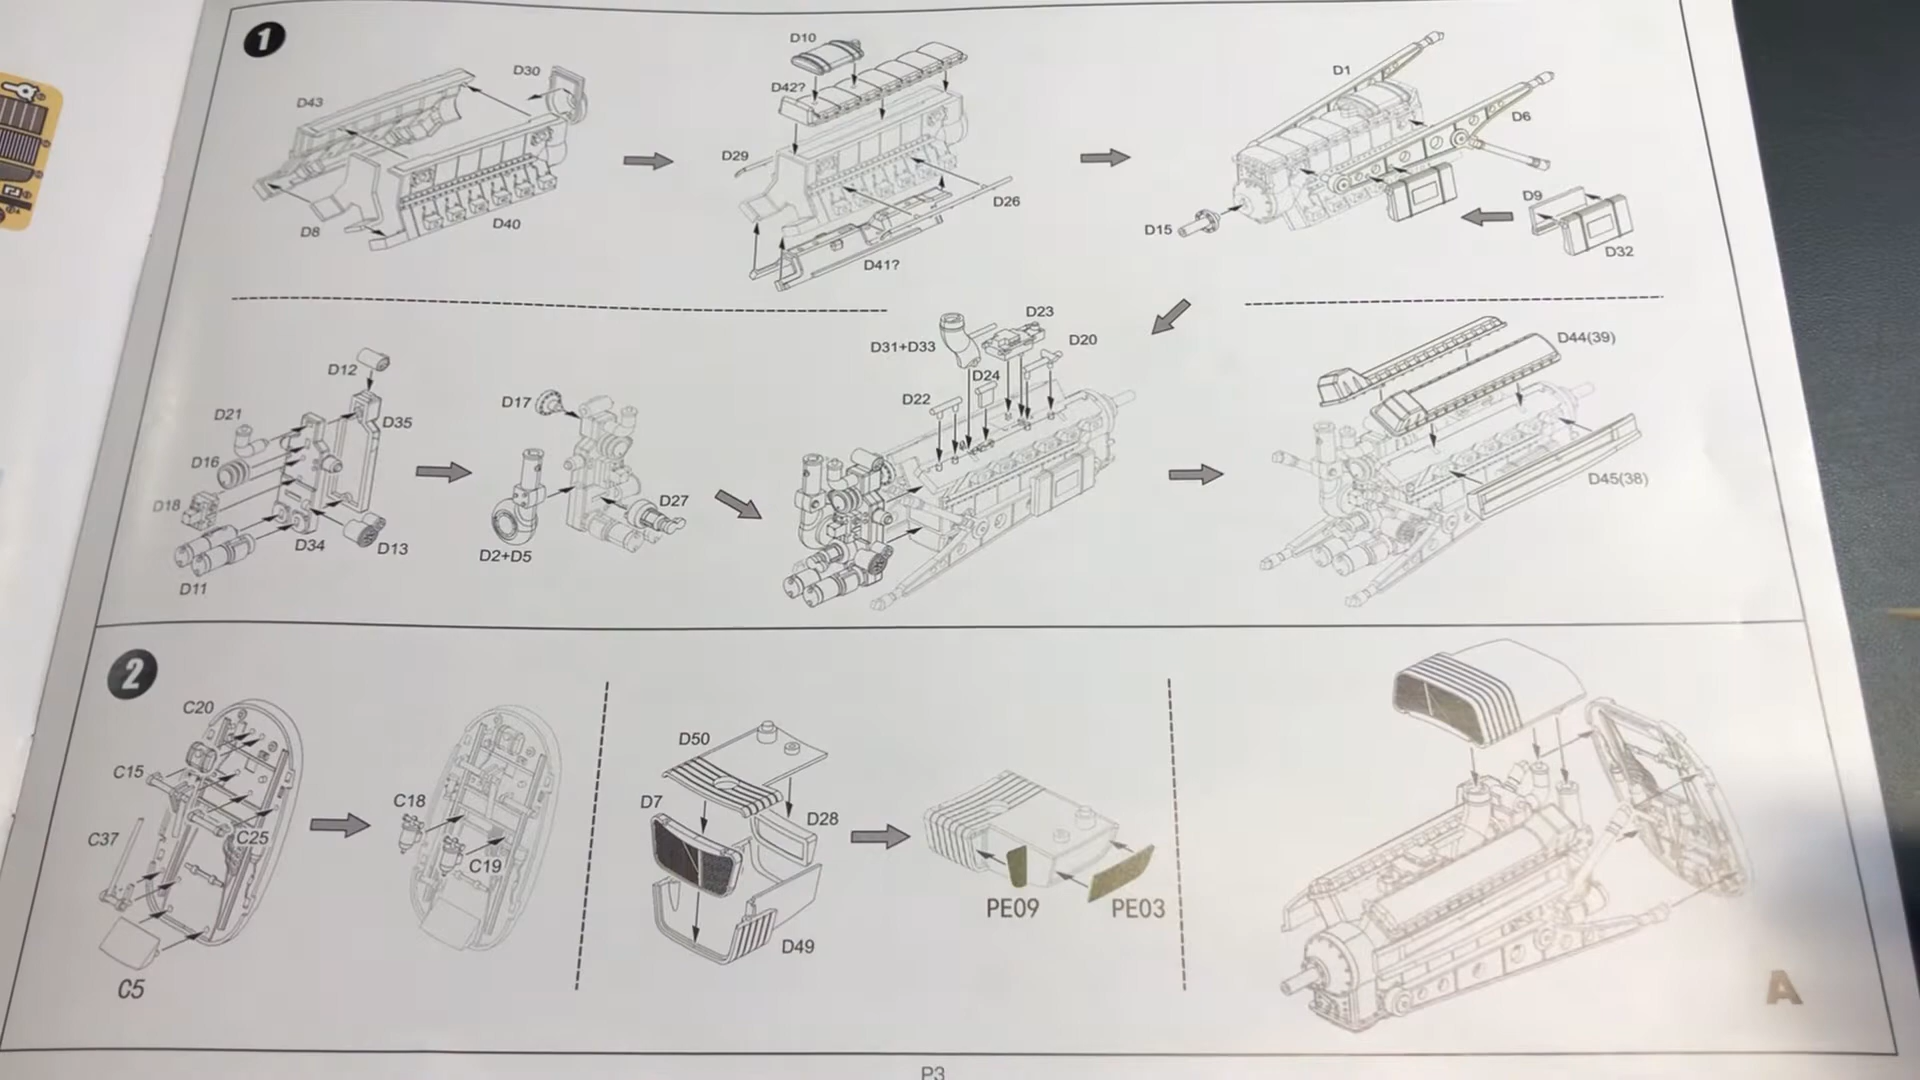 1
D43
D30
D8
D40
D10
D42?
D29
D26
D41?
D1
D6
D15
D9
D32
D12
D21
D35
D16
D18
D34
D13
D11
D17
D27
D2+D5
D31+D33
D23
D20
D24
D22
D44(39)
D45(38)
2
C20
C15
C37
C25
C5
C18
C19
D50
D7
D28
D49
PE09
PE03
A
P3